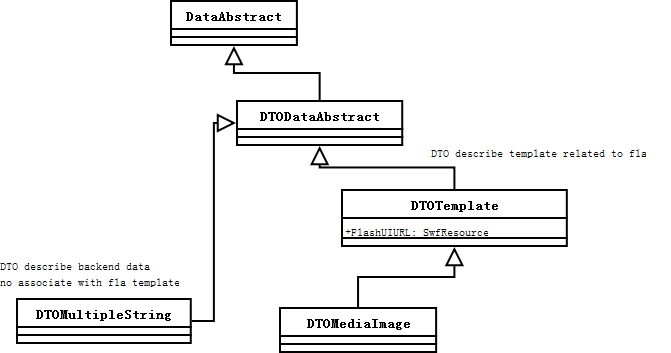 DataAbstract
DTODataAbstract
DTO describe template related to fla
DTOTemplate
+FlashUIURL: SwfResource
DTO describe backend data
no associate with fla template
DTOMultipleString
DTOMediaImage